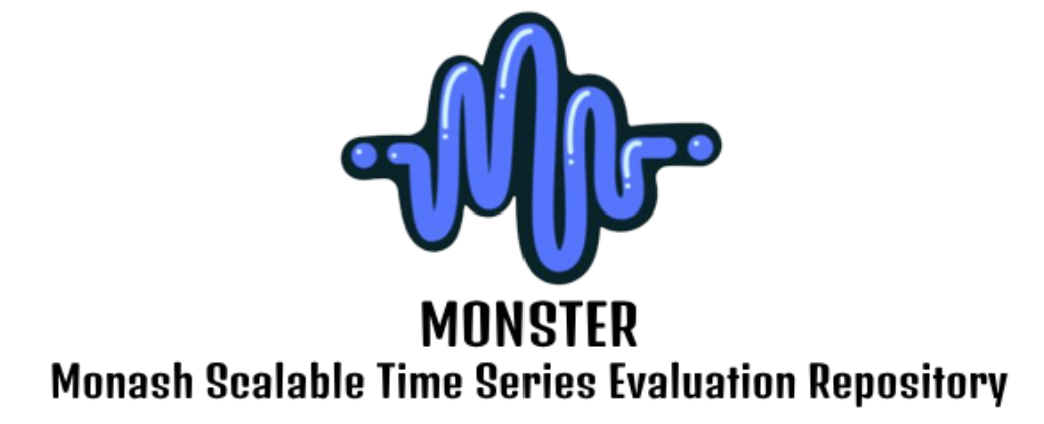 MONSTER
Monash Scalable Time Series Evaluation Repository